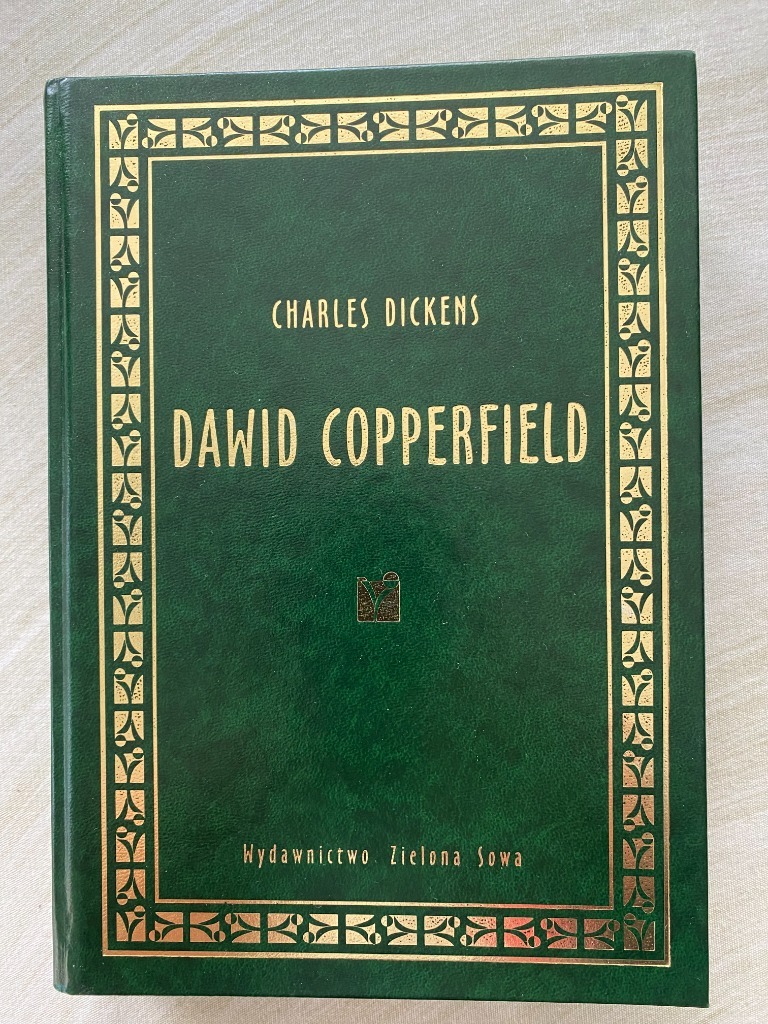 CHARLES DICKENS
DAWID COPPERFIELD
Wydawnictwo Zielona Sowa